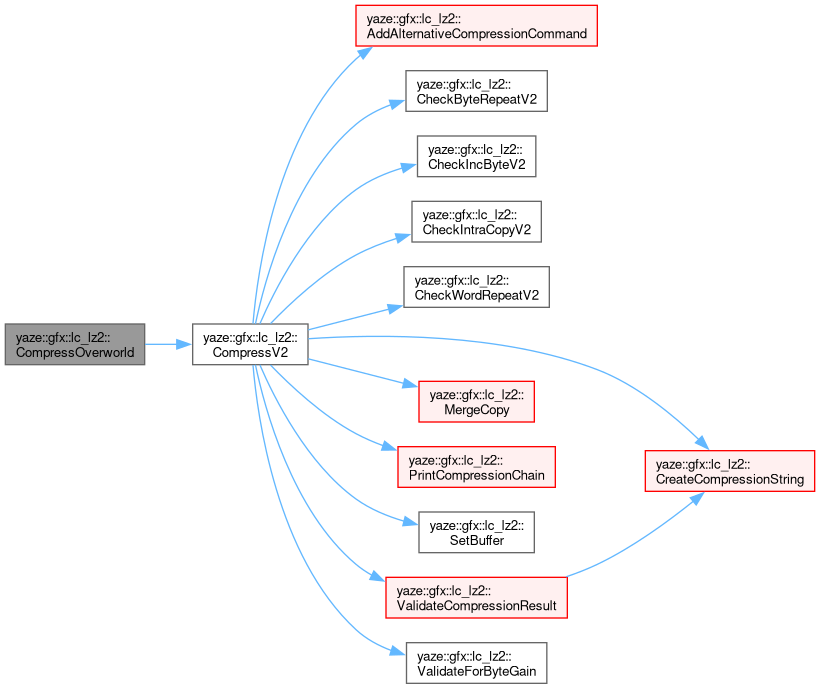 yaze::gfx::lc_lz2::
AddAlternativeCompressionCommand
yaze::gfx::lc_lz2::
CheckByteRepeatV2
yaze::gfx::lc_lz2::
CheckIncByteV2
yaze::gfx::lc_lz2::
CheckIntraCopyV2
yaze::gfx::lc_lz2::
CheckWordRepeatV2
yaze::gfx::lc_lz2::
CompressOverworld
yaze::gfx::lc_lz2::
CompressV2
yaze::gfx::lc_lz2::
MergeCopy
yaze::gfx::lc_lz2::
PrintCompressionChain
yaze::gfx::lc_lz2::
CreateCompressionString
yaze::gfx::lc_lz2::
SetBuffer
yaze::gfx::lc_lz2::
ValidateCompressionResult
yaze::gfx::lc_lz2::
ValidateForByteGain